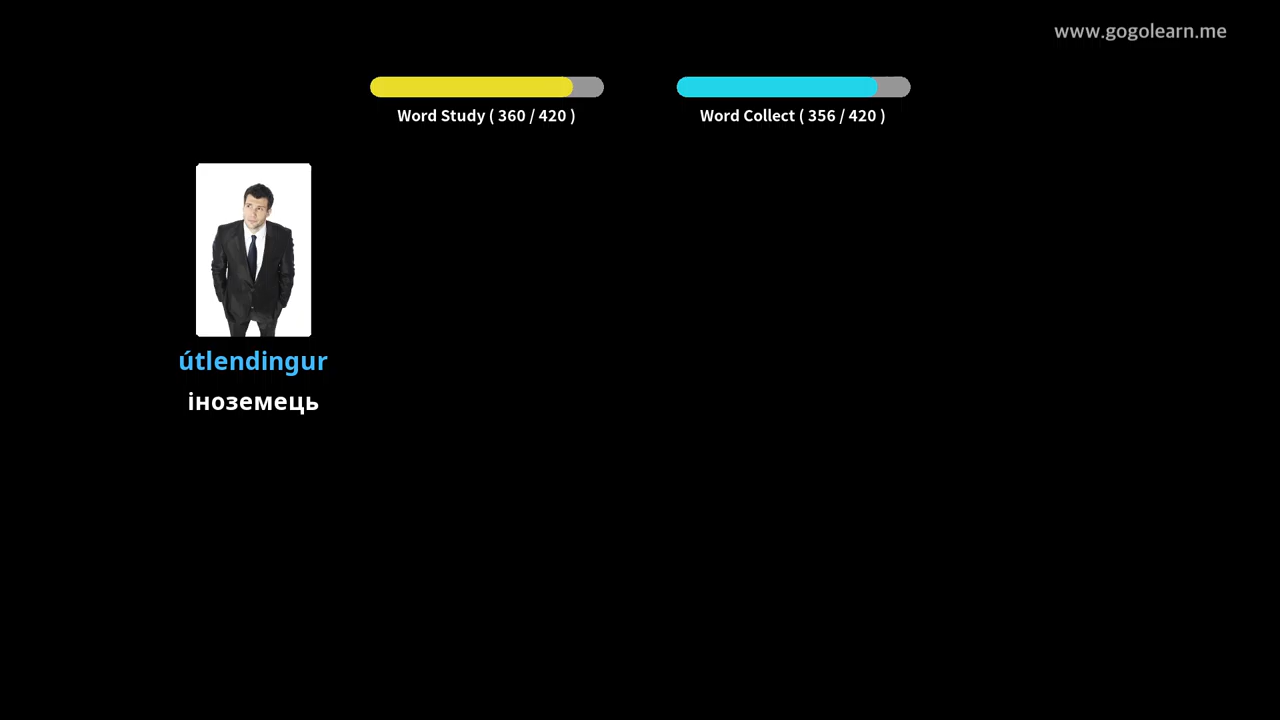 www.gogolearn.me
Word Study ( 360 / 420 )
Word Collect ( 356 / 420 )
útlendingur
іноземець